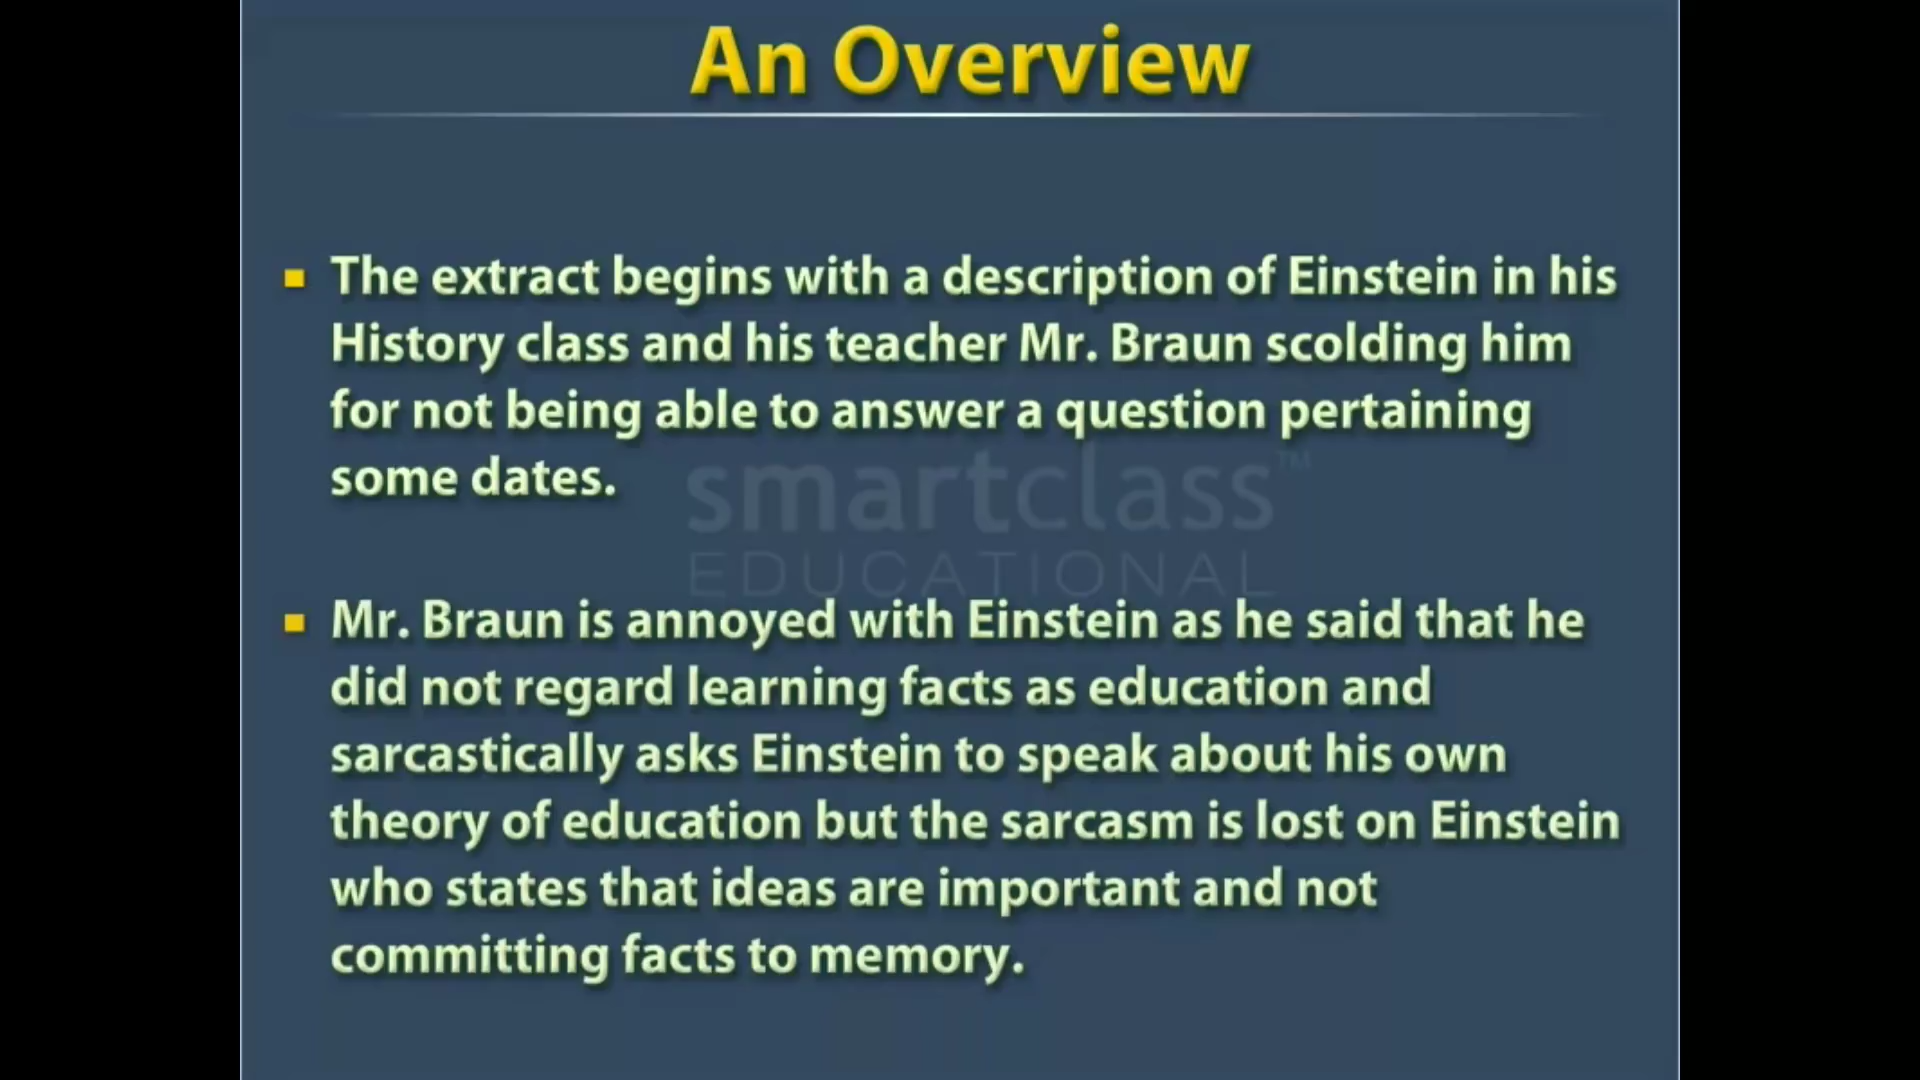 An Overview
▪ The extract begins with a description of Einstein in his
History class and his teacher Mr. Braun scolding him
for not being able to answer a question pertaining
some dates.
smartclass™
EDUCATIONAL
▪ Mr. Braun is annoyed with Einstein as he said that he
did not regard learning facts as education and
sarcastically asks Einstein to speak about his own
theory of education but the sarcasm is lost on Einstein
who states that ideas are important and not
committing facts to memory.